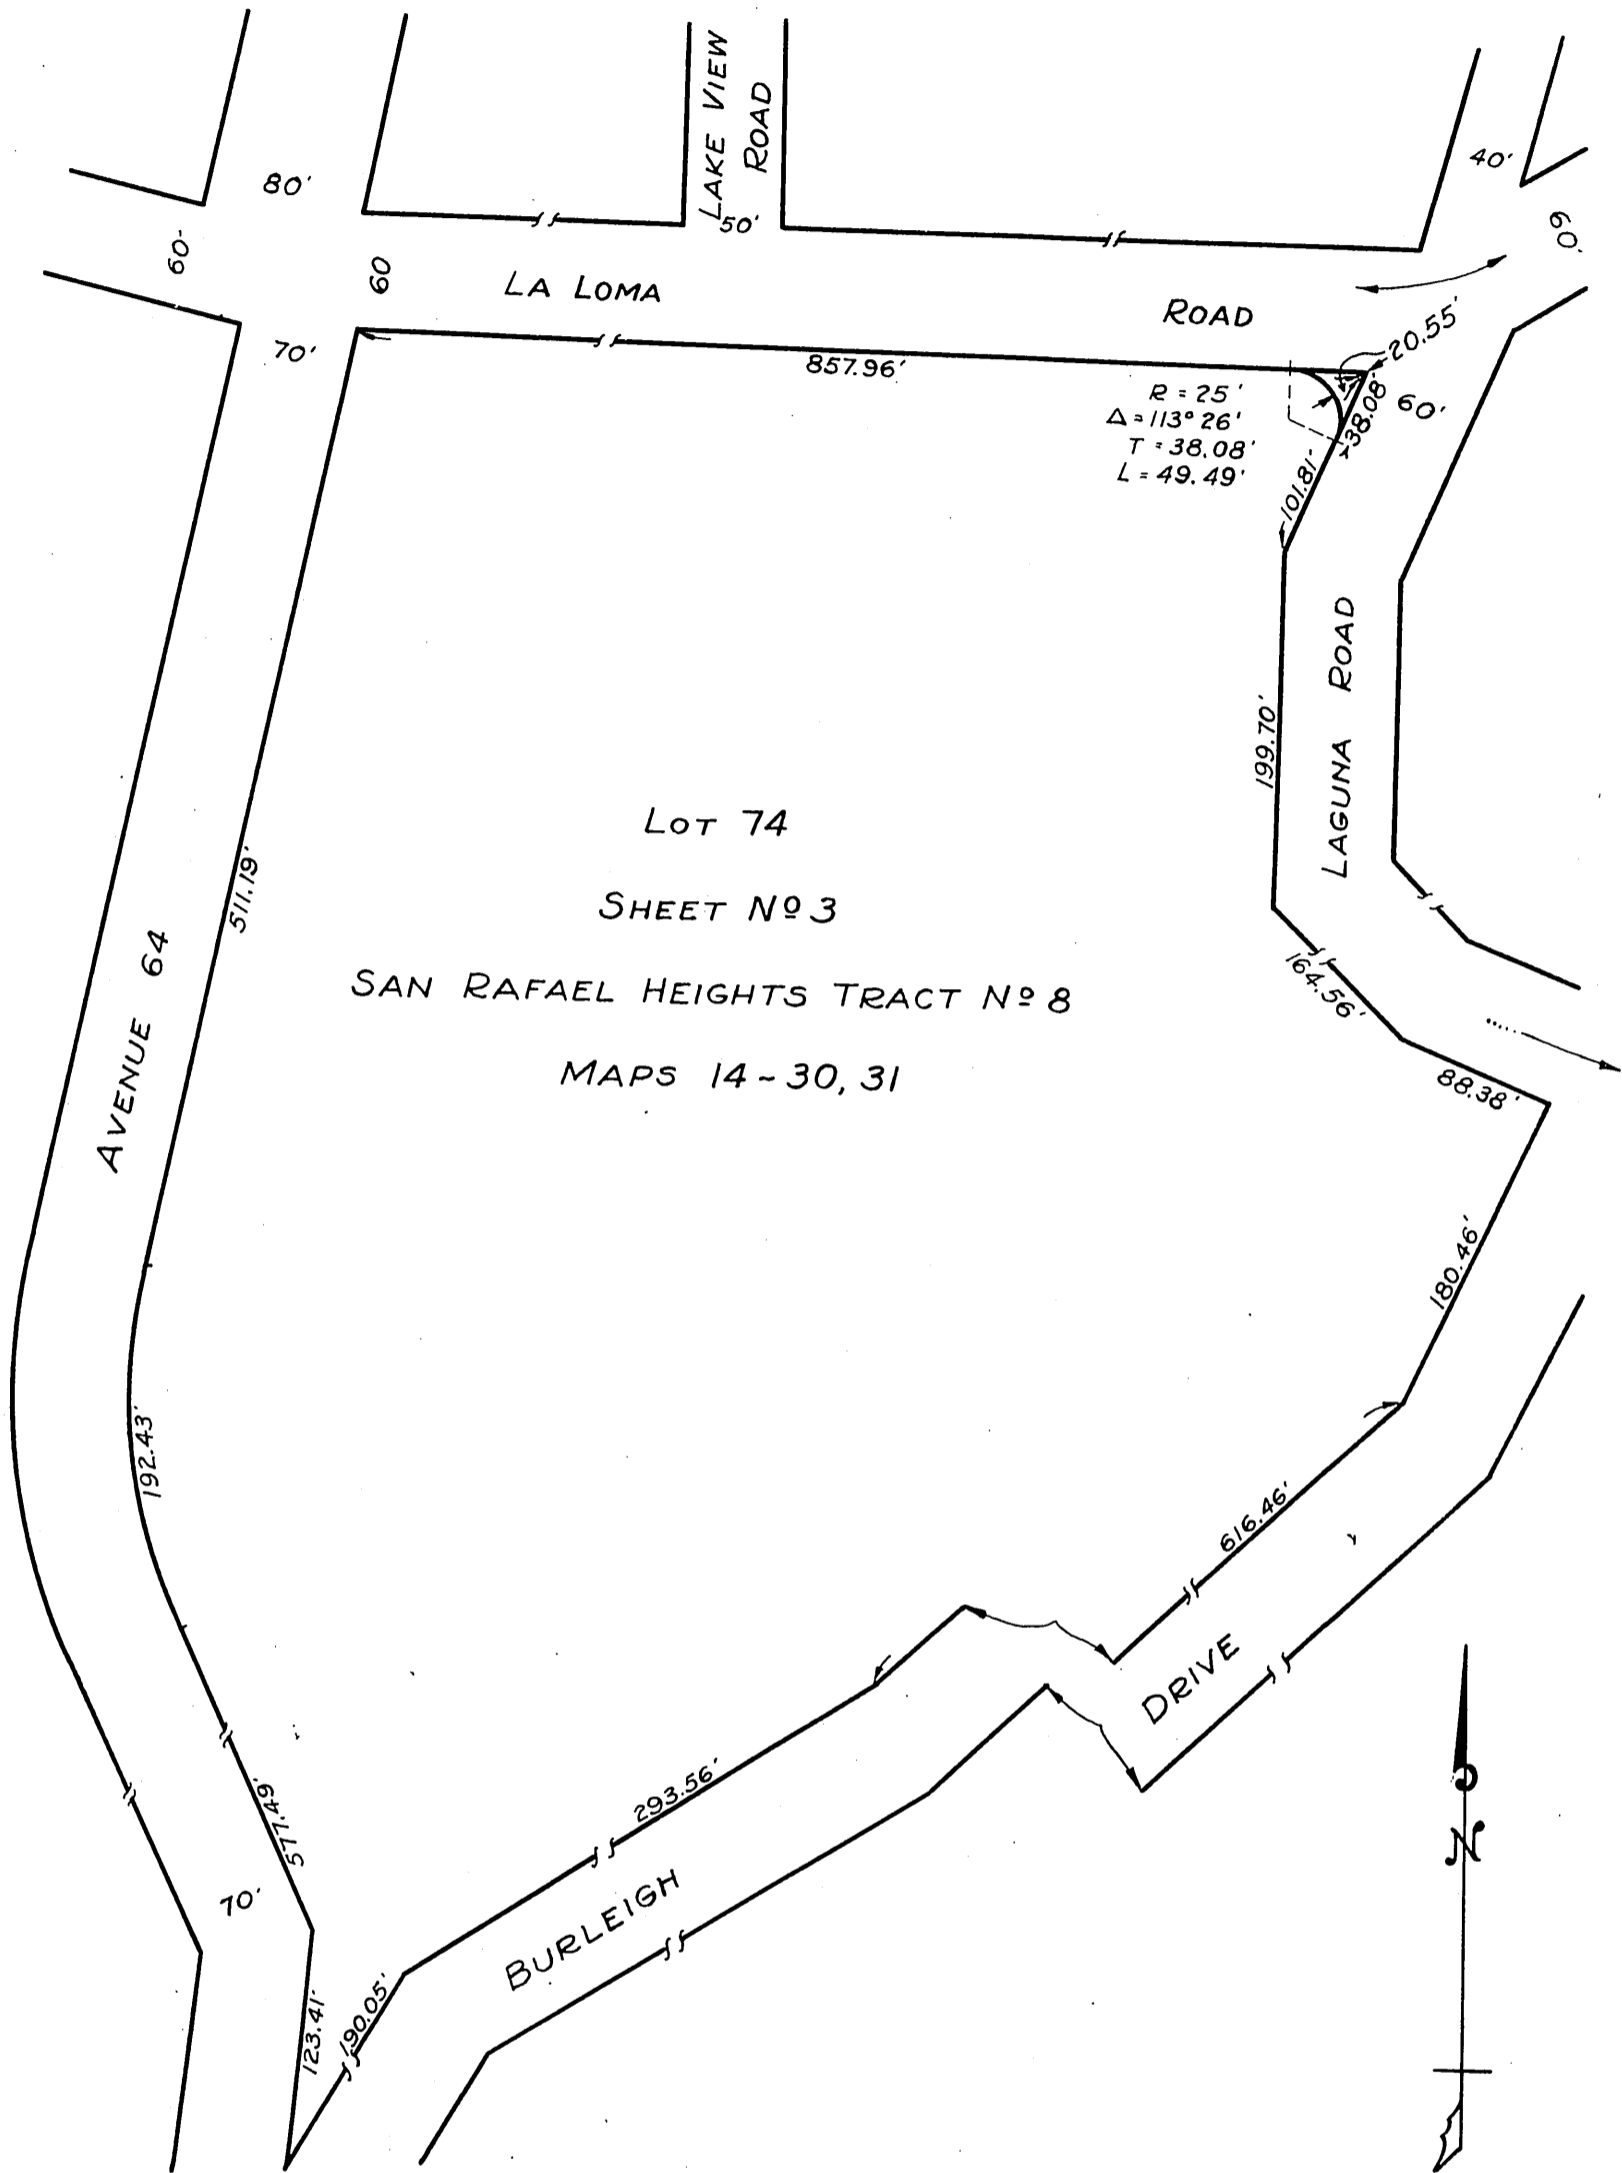 LAKE VIEW
ROAD
40'
80'
50'
60'
60'
60
LA LOMA
ROAD
20.55'
70'
857.96'
38.08'
60'
R = 25'
Δ = 113° 26'
T = 38.08'
L = 49.49'
101.81'
LAGUNA ROAD
199.70'
LOT 74
SHEET Nº 3
SAN RAFAEL HEIGHTS TRACT Nº 8
MAPS 14~30, 31
511.19'
AVENUE 64
164.56'
88.38'
180.46'
192.43'
616.46'
DRIVE
293.56'
577.49'
N
70'
BURLEIGH
123.41'
190.05'